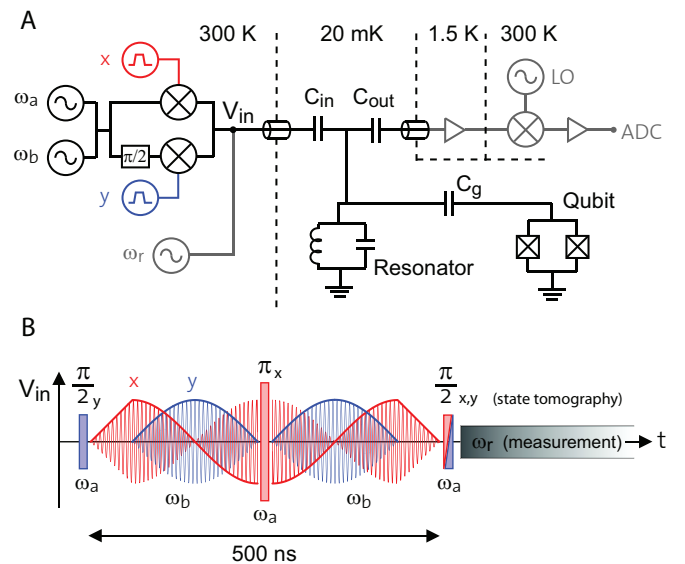 A
300 K 20 mK 1.5 K 300 K
x
ωa
Vin
Cin
Cout
LO
ADC
ωb
π/2
y
Cg
Qubit
ωr
Resonator
B
Vin
π/2 y
x
y
πx
π/2 x,y (state tomography)
ωr (measurement)
t
ωa
ωb
ωa
ωb
ωa
500 ns